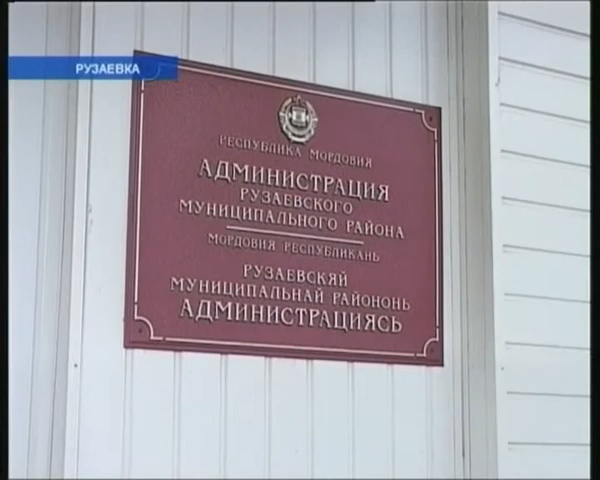 РУЗАЕВКА
РЕСПУБЛИКА МОРДОВИЯ
АДМИНИСТРАЦИЯ
РУЗАЕВСКОГО
МУНИЦИПАЛЬНОГО РАЙОНА
МОРДОВИЯ РЕСПУБЛИКАНЬ
РУЗАЕВСКЯЙ
МУНИЦИПАЛЬНАЙ РАЙОНОНЬ
АДМИНИСТРАЦИЯСЬ